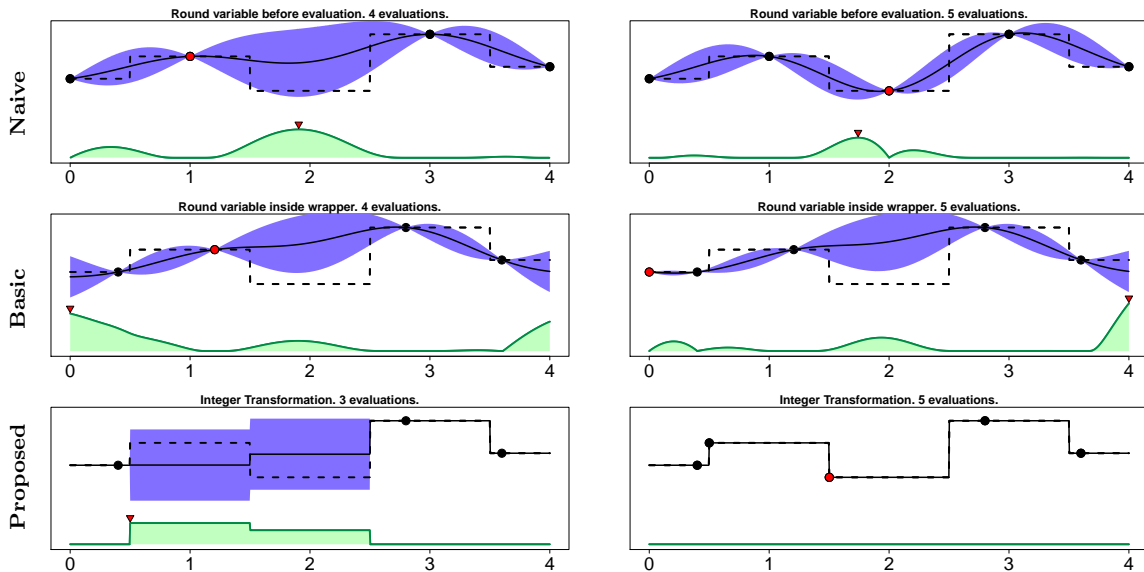 Round variable before evaluation. 4 evaluations.
Round variable before evaluation. 5 evaluations.
Naive
0 1 2 3 4
0 1 2 3 4
Round variable inside wrapper. 4 evaluations.
Round variable inside wrapper. 5 evaluations.
Basic
0 1 2 3 4
0 1 2 3 4
Integer Transformation. 3 evaluations.
Integer Transformation. 5 evaluations.
Proposed
0 1 2 3 4
0 1 2 3 4